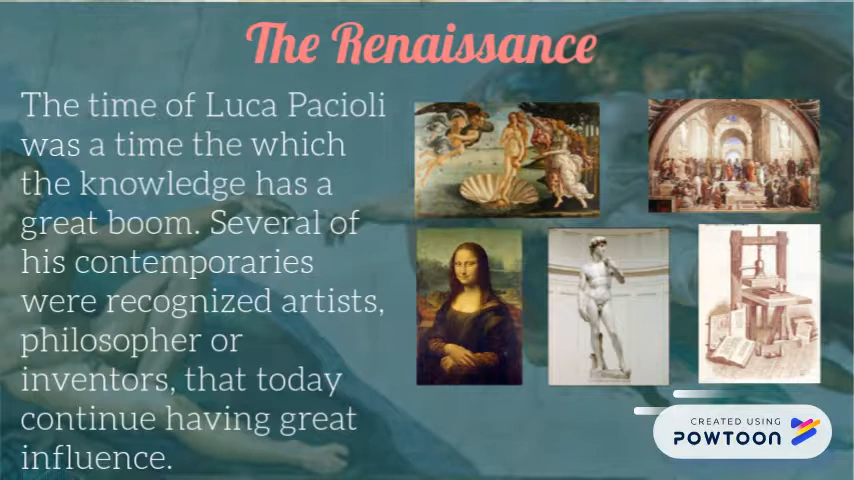 The Renaissance
The time of Luca Pacioli
was a time the which
the knowledge has a
great boom. Several of
his contemporaries
were recognized artists,
philosopher or
inventors, that today
continue having great
influence.
CREATED USING
POWTOON